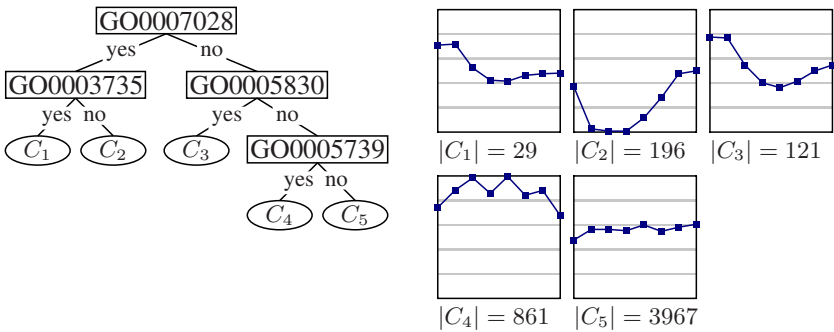 GO0007028
yes no
GO0003735 GO0005830
yes no yes no
C1 C2 C3 GO0005739
yes no
C4 C5
|C1| = 29 |C2| = 196 |C3| = 121
|C4| = 861 |C5| = 3967